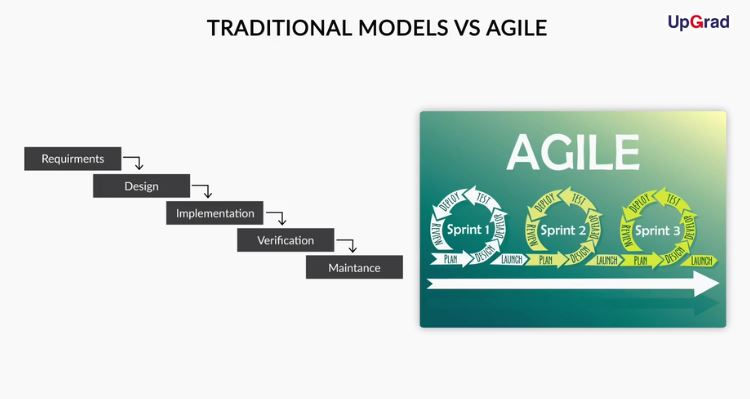 TRADITIONAL MODELS VS AGILE
UpGrad
Requirments
Design
Implementation
Verification
Maintance
AGILE
DEPLOY
TEST
DEVELOP
REVIEW
Sprint 1
PLAN
DESIGN
LAUNCH
DEPLOY
TEST
DEVELOP
REVIEW
Sprint 2
PLAN
DESIGN
LAUNCH
DEPLOY
TEST
DEVELOP
REVIEW
Sprint 3
PLAN
DESIGN
LAUNCH